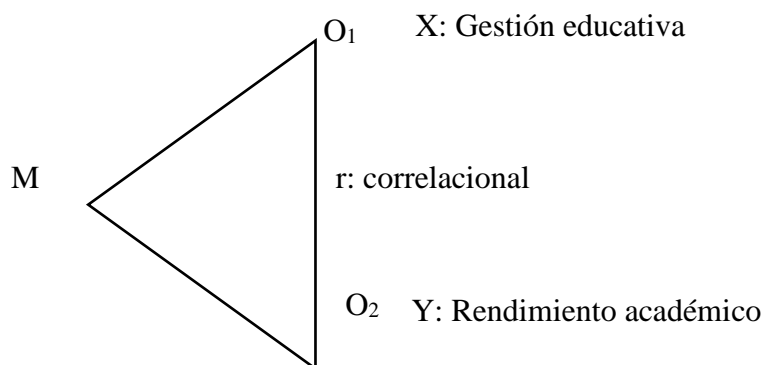 O₁ X: Gestión educativa
M r: correlacional
O₂ Y: Rendimiento académico